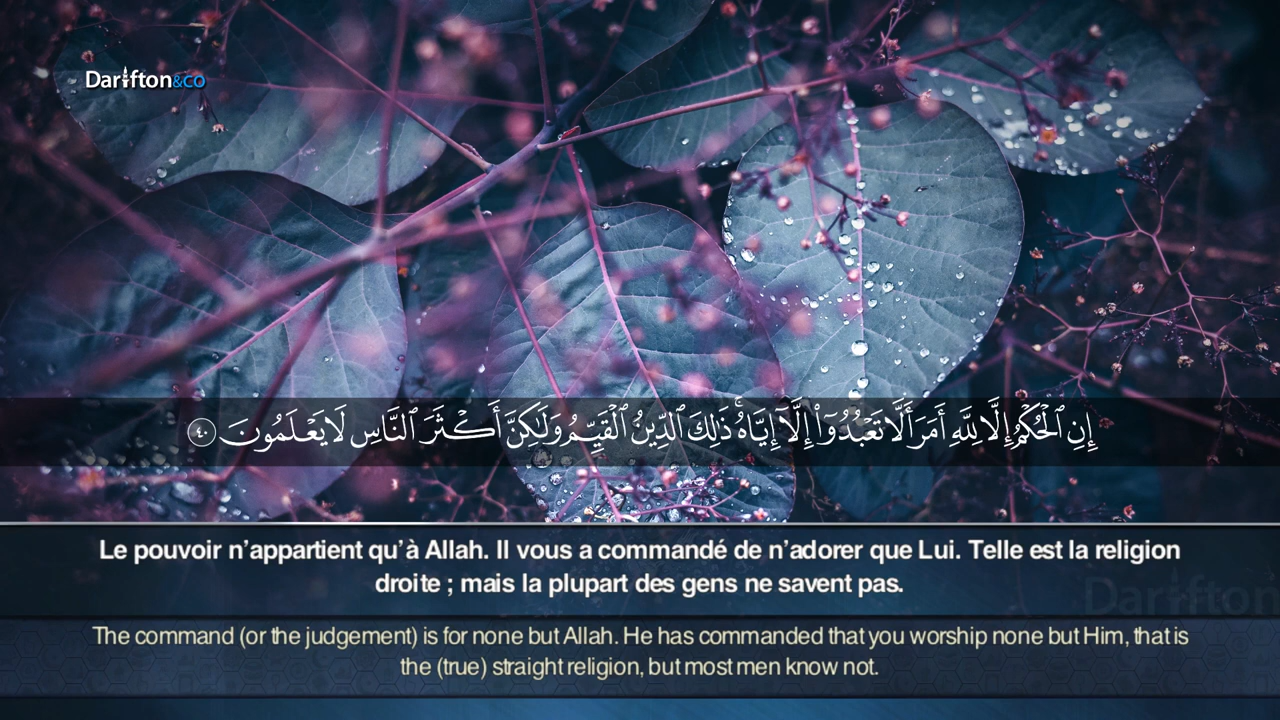 Darifton&co
إِنِ ٱلْحُكْمُ إِلَّا لِلَّهِ أَمَرَ أَلَّا تَعْبُدُوٓا۟ إِلَّآ إِيَّاهُ ۚ ذَٰلِكَ ٱلدِّينُ ٱلْقَيِّمُ وَلَٰكِنَّ أَكْثَرَ ٱلنَّاسِ لَا يَعْلَمُونَ ٤٠
Le pouvoir n’appartient qu’à Allah. Il vous a commandé de n’adorer que Lui. Telle est la religion
droite ; mais la plupart des gens ne savent pas.
Darifton
The command (or the judgement) is for none but Allah. He has commanded that you worship none but Him, that is
the (true) straight religion, but most men know not.